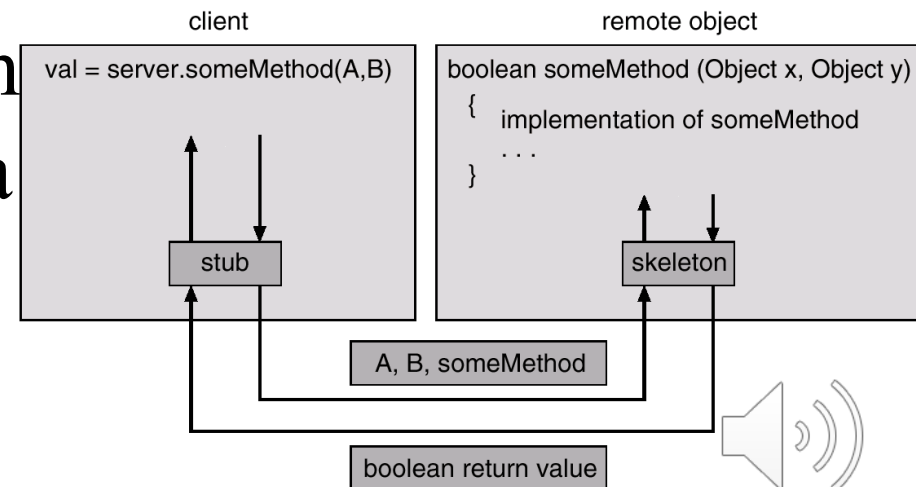 client
remote object
n
a
val = server.someMethod(A,B)
boolean someMethod (Object x, Object y)
{
implementation of someMethod
. . .
}
stub
skeleton
A, B, someMethod
boolean return value